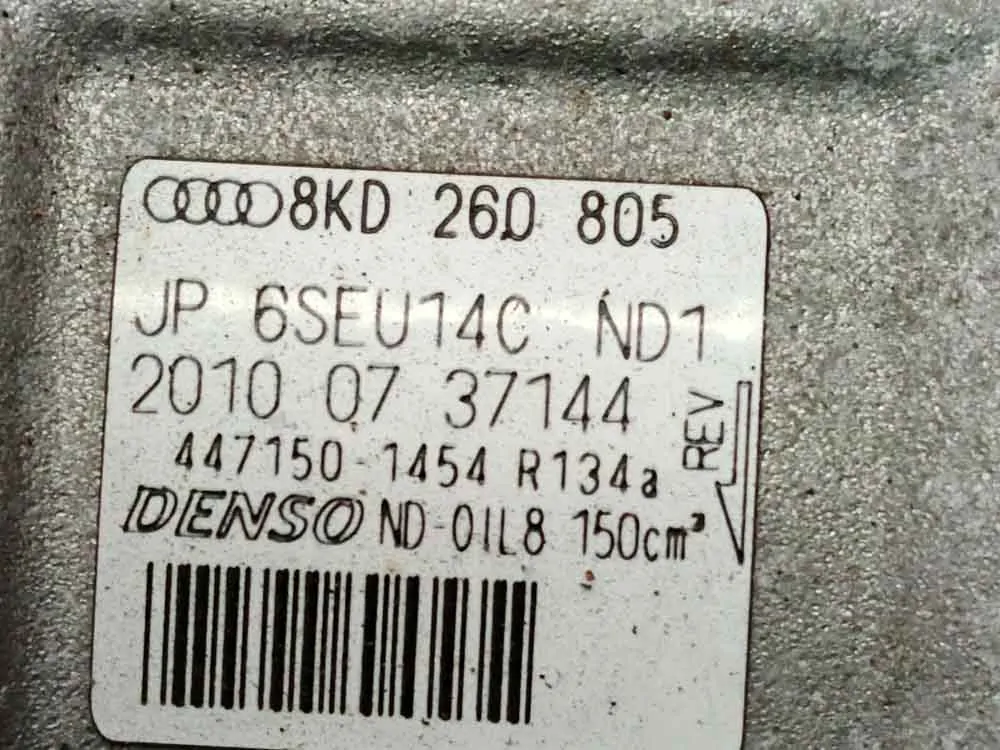 8KD 260 805
JP 6SEU14C ND1
2010 07 37144
447150-1454 R134a
DENSO ND-OIL8 150cm³
REV